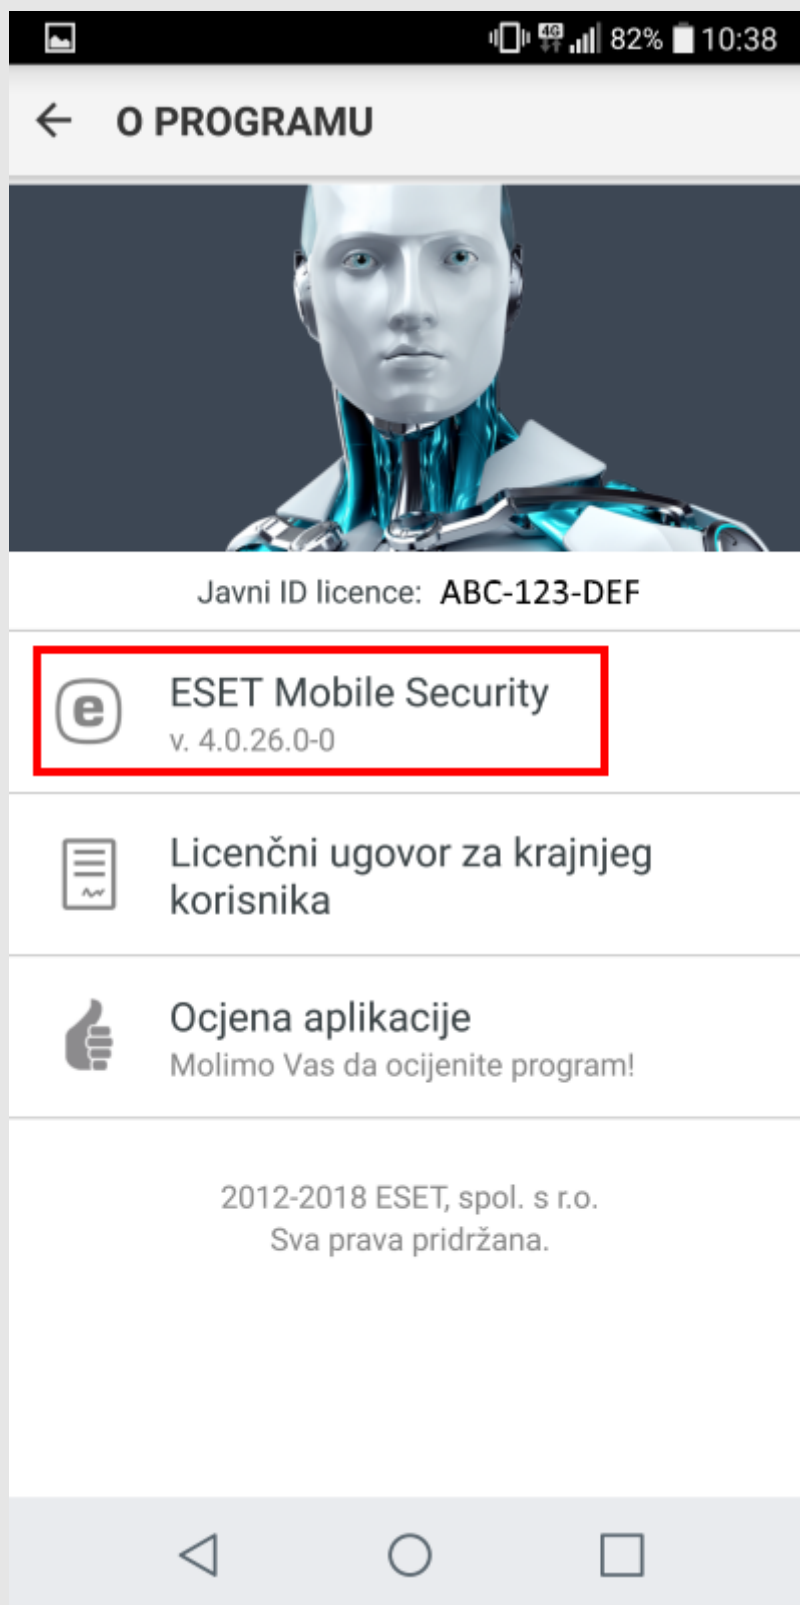 4G 82% 10:38
O PROGRAMU
Javni ID licence: ABC-123-DEF
e
ESET Mobile Security
v. 4.0.26.0-0
Licenčni ugovor za krajnjeg
korisnika
Ocjena aplikacije
Molimo Vas da ocijenite program!
2012-2018 ESET, spol. s r.o.
Sva prava pridržana.